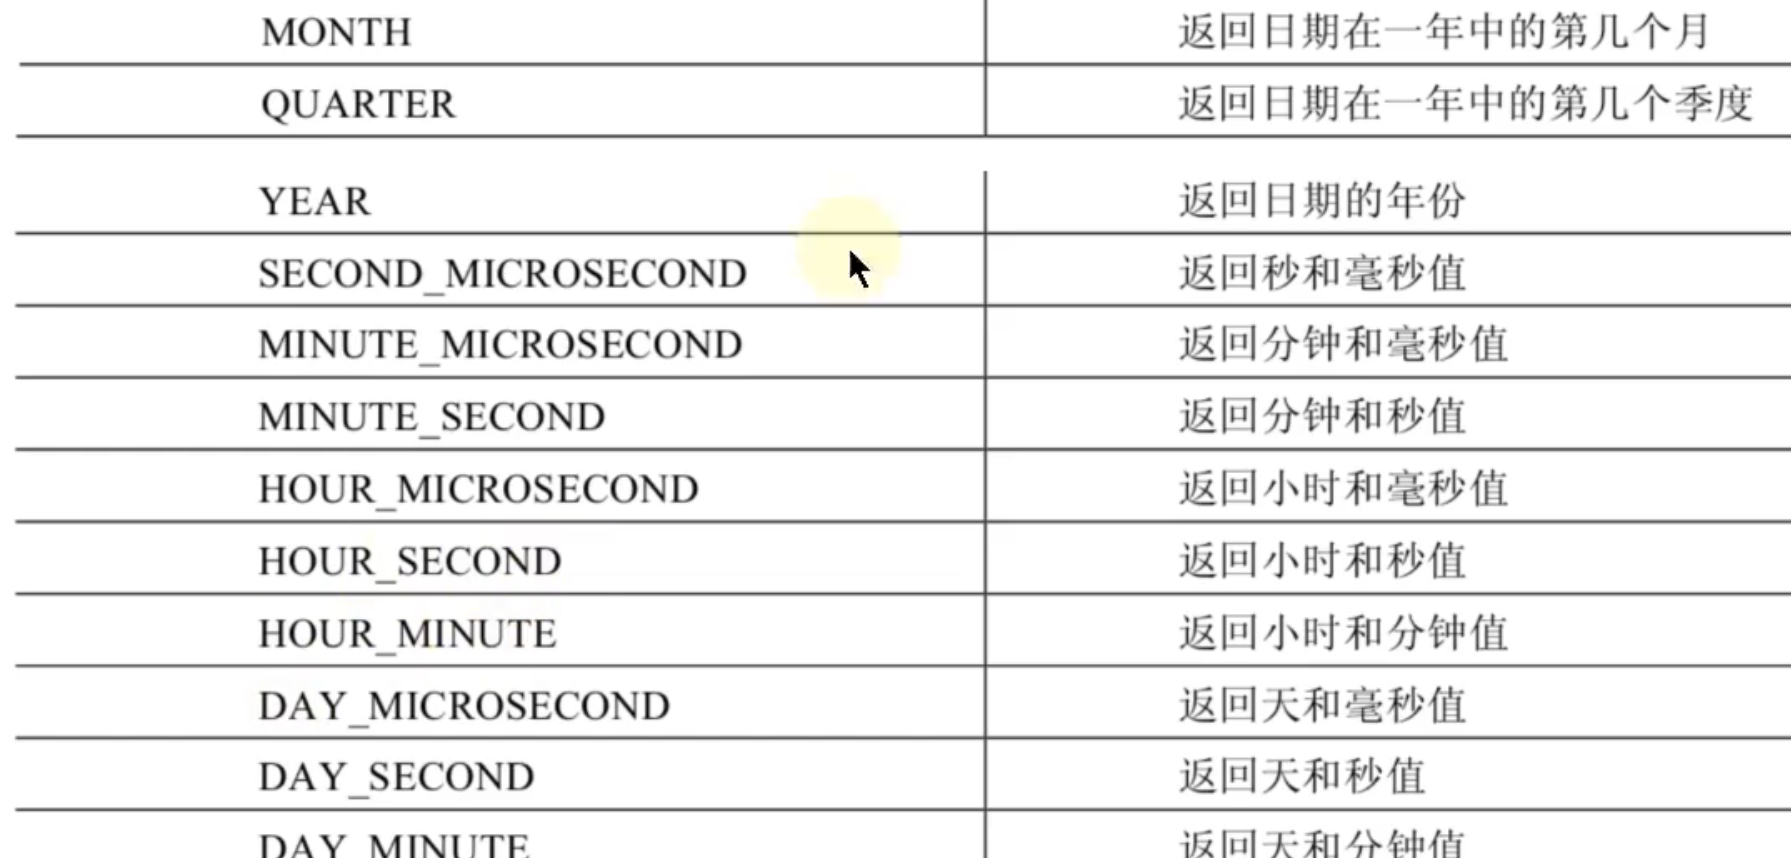 MONTH 返回日期在一年中的第几个月
QUARTER 返回日期在一年中的第几个季度
YEAR 返回日期的年份
SECOND_MICROSECOND 返回秒和毫秒值
MINUTE_MICROSECOND 返回分钟和毫秒值
MINUTE_SECOND 返回分钟和秒值
HOUR_MICROSECOND 返回小时和毫秒值
HOUR_SECOND 返回小时和秒值
HOUR_MINUTE 返回小时和分钟值
DAY_MICROSECOND 返回天和毫秒值
DAY_SECOND 返回天和秒值
DAY_MINUTE 返回天和分钟值